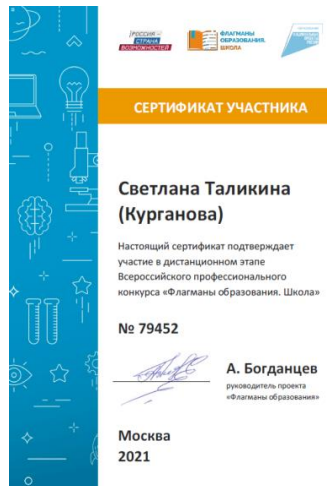 РОССИЯ –
СТРАНА
ВОЗМОЖНОСТЕЙ
ФЛАГМАНЫ
ОБРАЗОВАНИЯ.
ШКОЛА
СЕРТИФИКАТ УЧАСТНИКА
Светлана Таликина
(Курганова)
Настоящий сертификат подтверждает
участие в дистанционном этапе
Всероссийского профессионального
конкурса «Флагманы образования. Школа»
№ 79452
А. Богданцев
руководитель проекта
«Флагманы образования»
Москва
2021